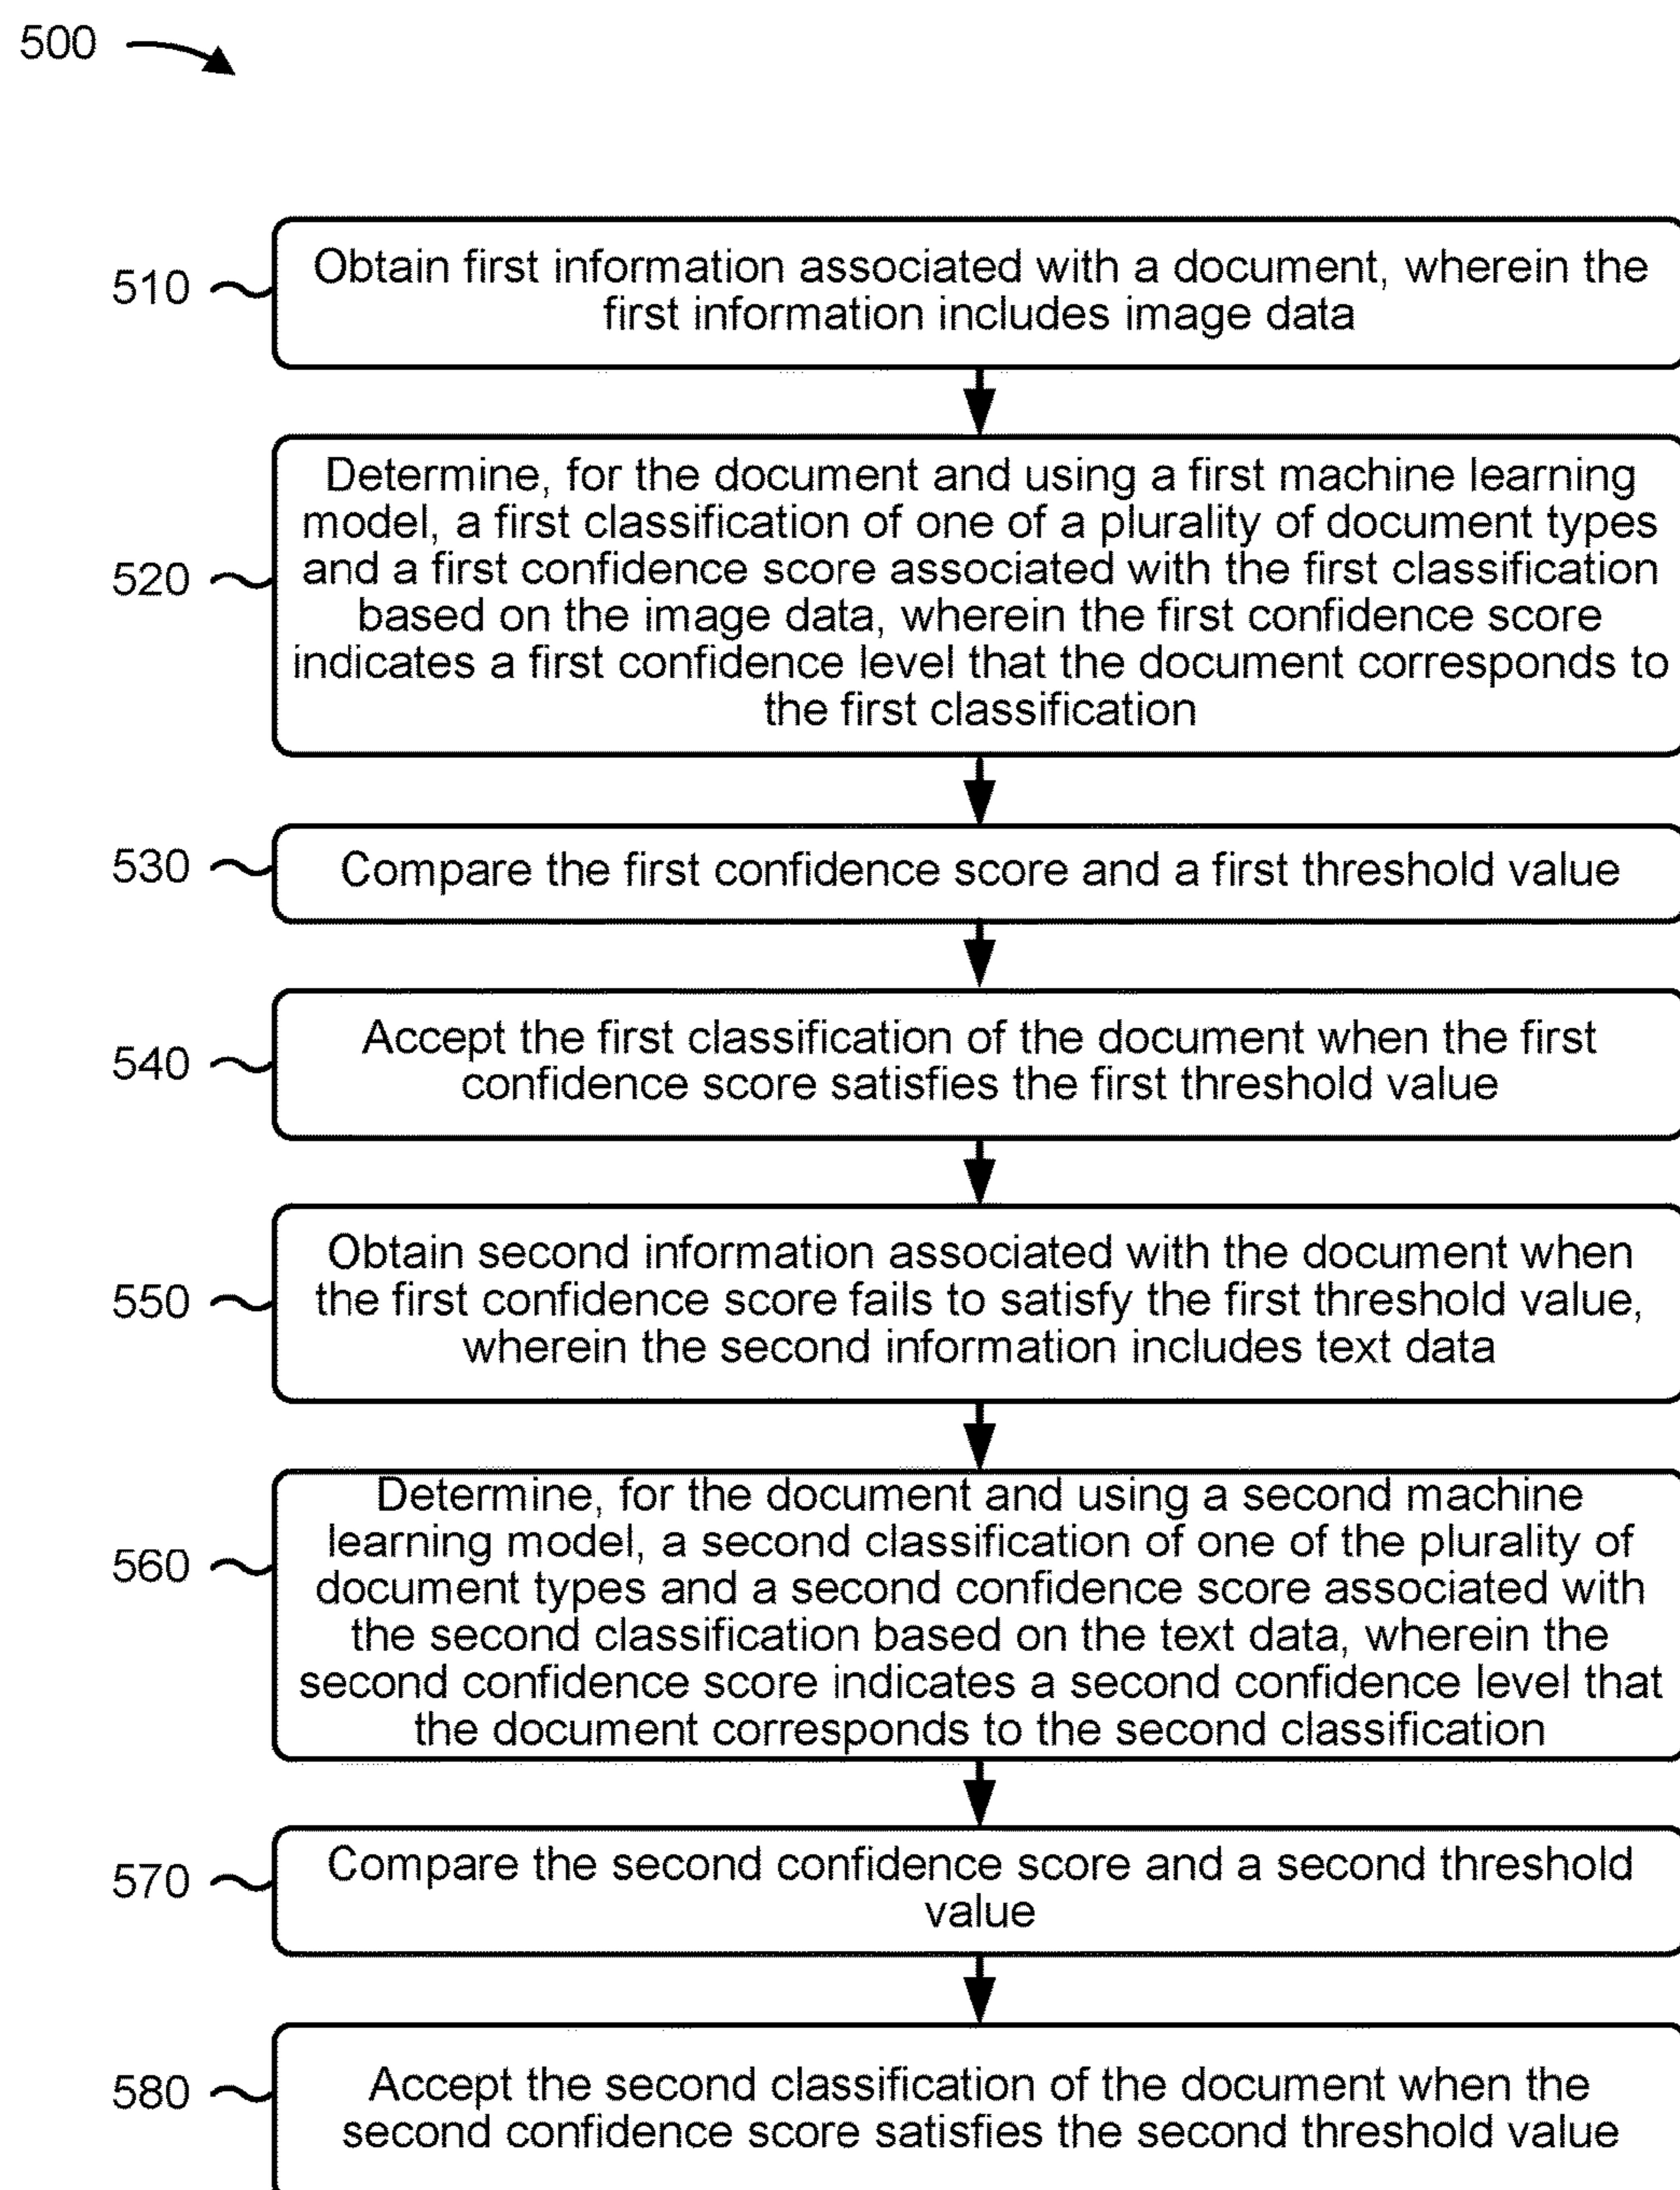 500
510
Obtain first information associated with a document, wherein the
first information includes image data
520
Determine, for the document and using a first machine learning
model, a first classification of one of a plurality of document types
and a first confidence score associated with the first classification
based on the image data, wherein the first confidence score
indicates a first confidence level that the document corresponds to
the first classification
530
Compare the first confidence score and a first threshold value
540
Accept the first classification of the document when the first
confidence score satisfies the first threshold value
550
Obtain second information associated with the document when
the first confidence score fails to satisfy the first threshold value,
wherein the second information includes text data
560
Determine, for the document and using a second machine
learning model, a second classification of one of the plurality of
document types and a second confidence score associated with
the second classification based on the text data, wherein the
second confidence score indicates a second confidence level that
the document corresponds to the second classification
570
Compare the second confidence score and a second threshold
value
580
Accept the second classification of the document when the
second confidence score satisfies the second threshold value